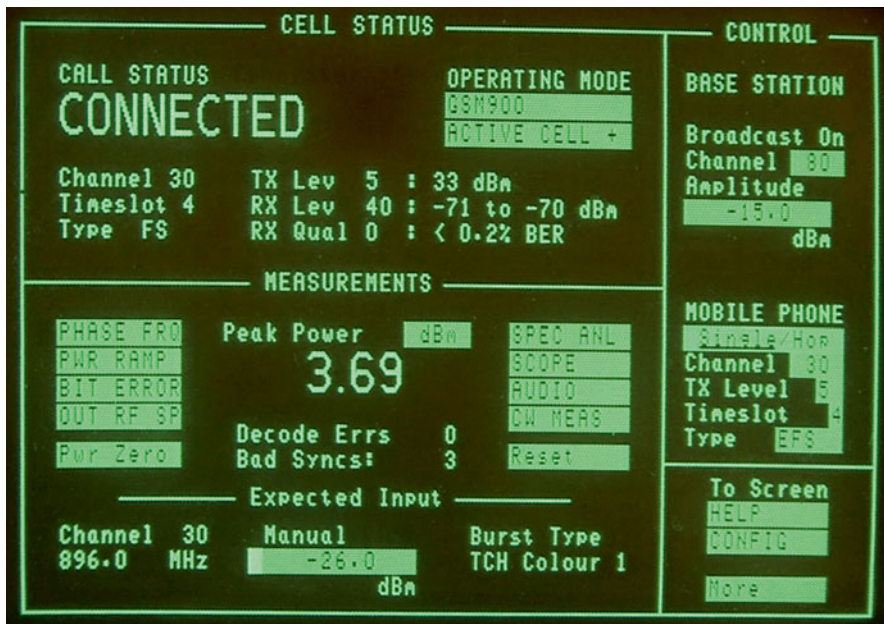 CELL STATUS
CALL STATUS
CONNECTED
OPERATING MODE
GSM900
ACTIVE CELL +
Channel 30 TX Lev 5 : 33 dBm
Timeslot 4 RX Lev 40 : -71 to -70 dBm
Type FS RX Qual 0 : < 0.2% BER
MEASUREMENTS
PHASE FRQ
PWR RAMP
BIT ERROR
OUT RF SP
Pwr Zero
Peak Power dBm
3.69
Decode Errs 0
Bad Syncs: 3
SPEC ANL
SCOPE
AUDIO
CW MEAS
Reset
Expected Input
Channel 30
896.0 MHz
Manual
-26.0
dBm
Burst Type
TCH Colour 1
CONTROL
BASE STATION
Broadcast On
Channel 80
Amplitude
-15.0
dBm
MOBILE PHONE
Single/Hop
Channel 30
TX Level 5
Timeslot 4
Type EFS
To Screen
HELP
CONFIG
More